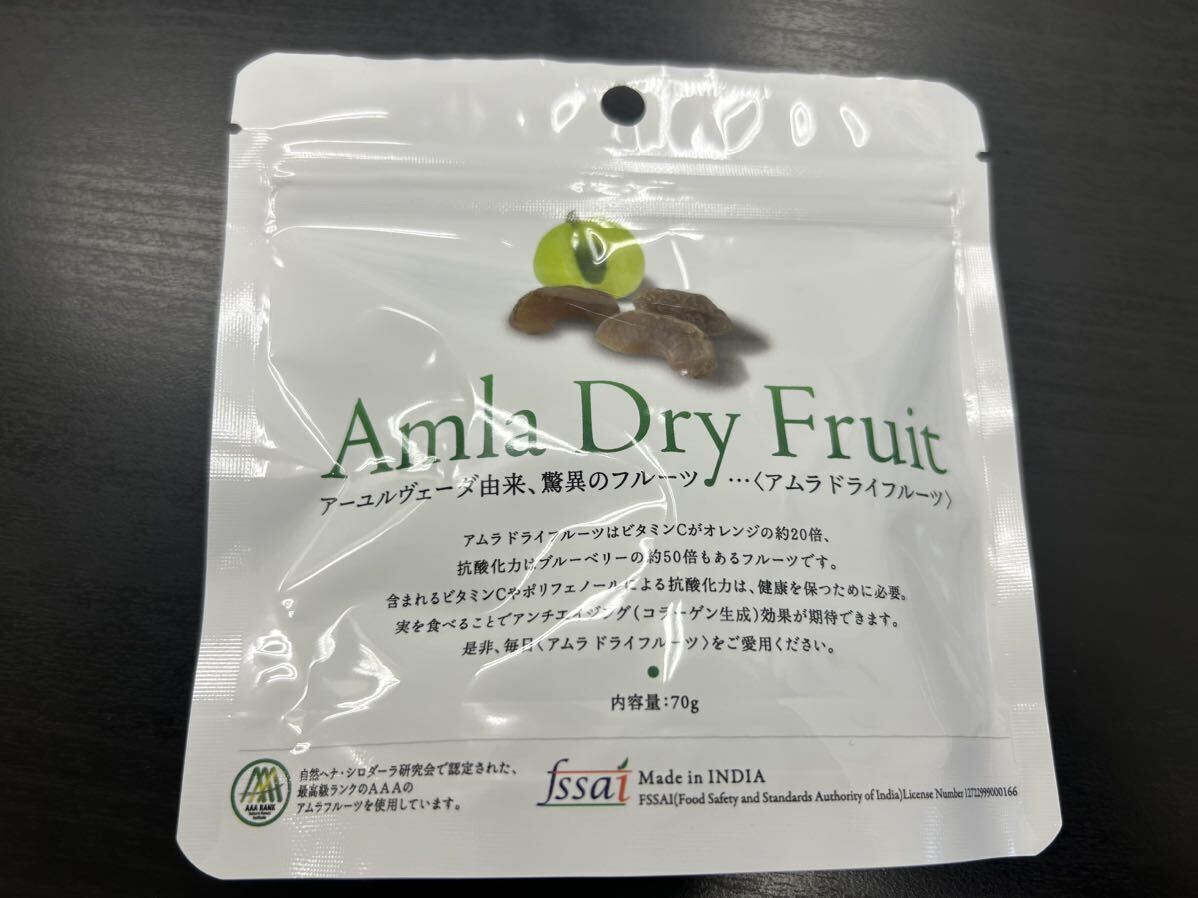 Amla Dry Fruit
アーユルヴェーダ由来、驚異のフルーツ …〈アムラドライフルーツ〉
アムラドライフルーツはビタミンCがオレンジの約20倍、
抗酸化力はブルーベリーの約50倍もあるフルーツです。
含まれるビタミンCやポリフェノールによる抗酸化力は、健康を保つために必要。
実を食べることでアンチエイジング(コラーゲン生成)効果が期待できます。
是非、毎日〈アムラドライフルーツ〉をご愛用ください。
内容量:70g
AAA RANK
自然ヘナ・シロダーラ研究会で認定された、
最高級ランクのAAAの
アムラフルーツを使用しています。
fssai
Made in INDIA
FSSAI(Food Safety and Standards Authority of India)License Number 12722999000166